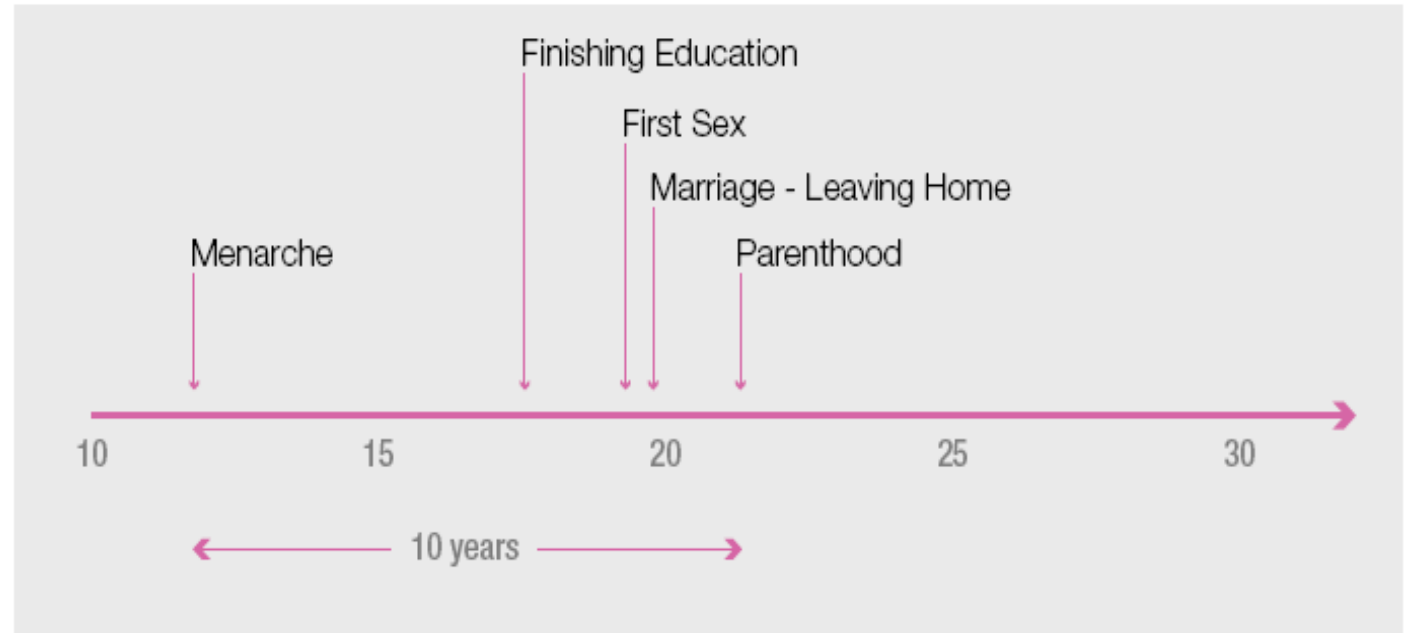 Finishing Education
First Sex
Marriage - Leaving Home
Menarche
Parenthood
10
15
20
25
30
10 years